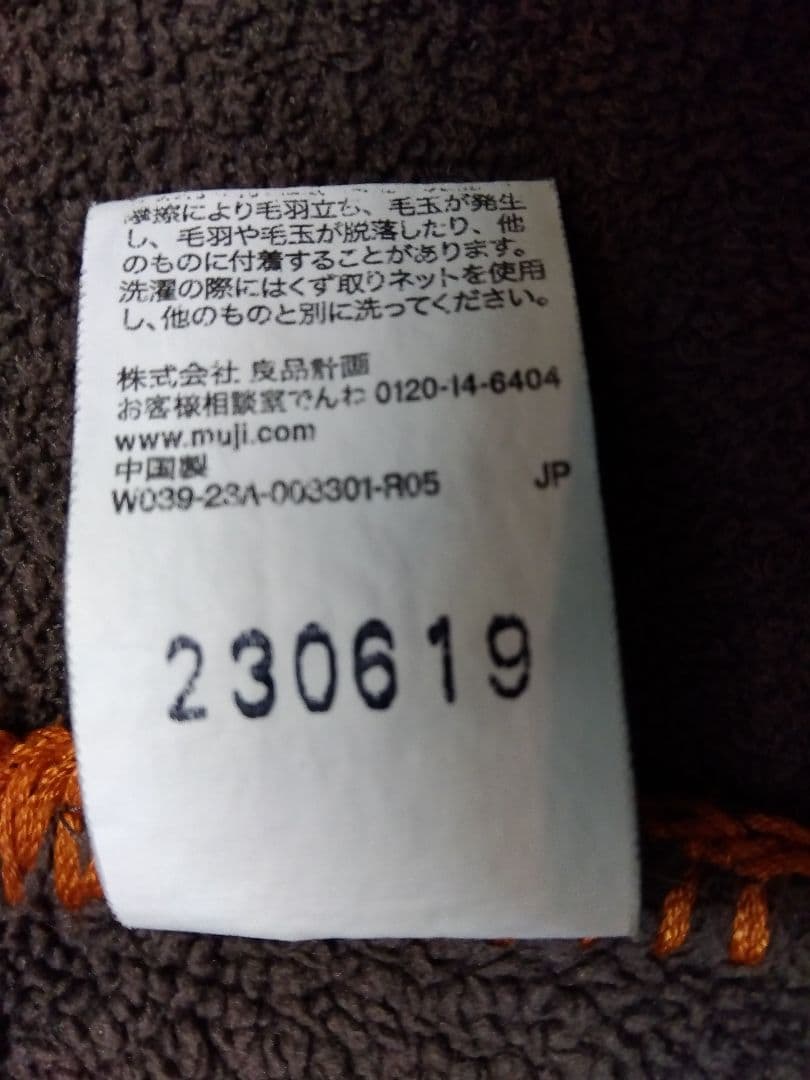 摩擦により毛羽立ち、毛玉が発生
し、毛羽や毛玉が脱落したり、他
のものに付着することがあります。
洗濯の際にはくず取りネットを使用
し、他のものと別に洗ってください。
株式会社 良品計画
お客様相談室でんわ 0120-14-6404
www.muji.com
中国製
W039-23A-003301-R05 JP
230619